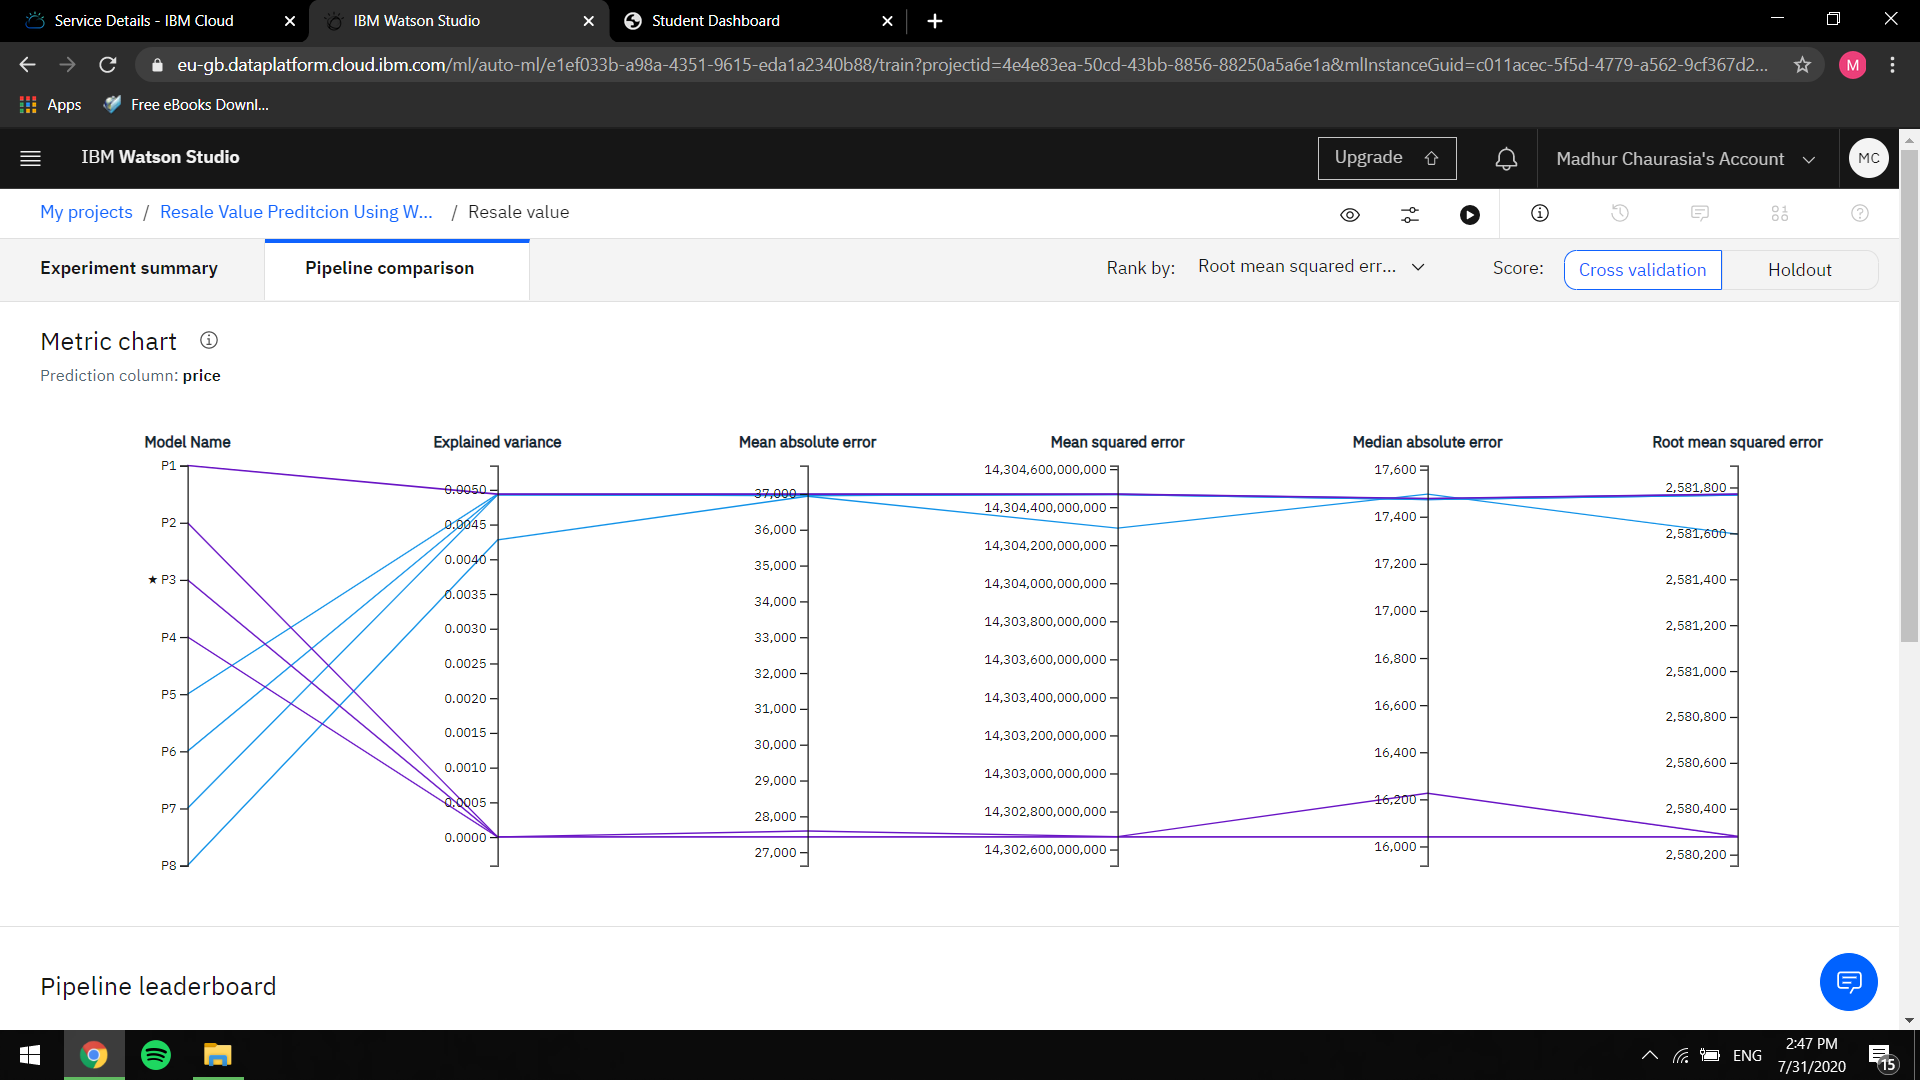 Service Details - IBM Cloud
IBM Watson Studio
Student Dashboard
eu-gb.dataplatform.cloud.ibm.com/ml/auto-ml/e1ef033b-a98a-4351-9615-eda1a2340b88/train?projectid=4e4e83ea-50cd-43bb-8856-88250a5a6e1a&mlInstanceGuid=c011acec-5f5d-4779-a562-9cf367d2...
M
Apps
Free eBooks Downl...
IBM Watson Studio
Upgrade
Madhur Chaurasia's Account
MC
My projects / Resale Value Preditcion Using W... / Resale value
Experiment summary
Pipeline comparison
Rank by: Root mean squared err...
Score: Cross validation
Holdout
Metric chart
Prediction column: price
Model Name
P1
P2
★ P3
P4
P5
P6
P7
P8
Explained variance
0.0050
0.0045
0.0040
0.0035
0.0030
0.0025
0.0020
0.0015
0.0010
0.0005
0.0000
Mean absolute error
37,000
36,000
35,000
34,000
33,000
32,000
31,000
30,000
29,000
28,000
27,000
Mean squared error
14,304,600,000,000
14,304,400,000,000
14,304,200,000,000
14,304,000,000,000
14,303,800,000,000
14,303,600,000,000
14,303,400,000,000
14,303,200,000,000
14,303,000,000,000
14,302,800,000,000
14,302,600,000,000
Median absolute error
17,600
17,400
17,200
17,000
16,800
16,600
16,400
16,200
16,000
Root mean squared error
2,581,800
2,581,600
2,581,400
2,581,200
2,581,000
2,580,800
2,580,600
2,580,400
2,580,200
Pipeline leaderboard
ENG
2:47 PM
7/31/2020
15